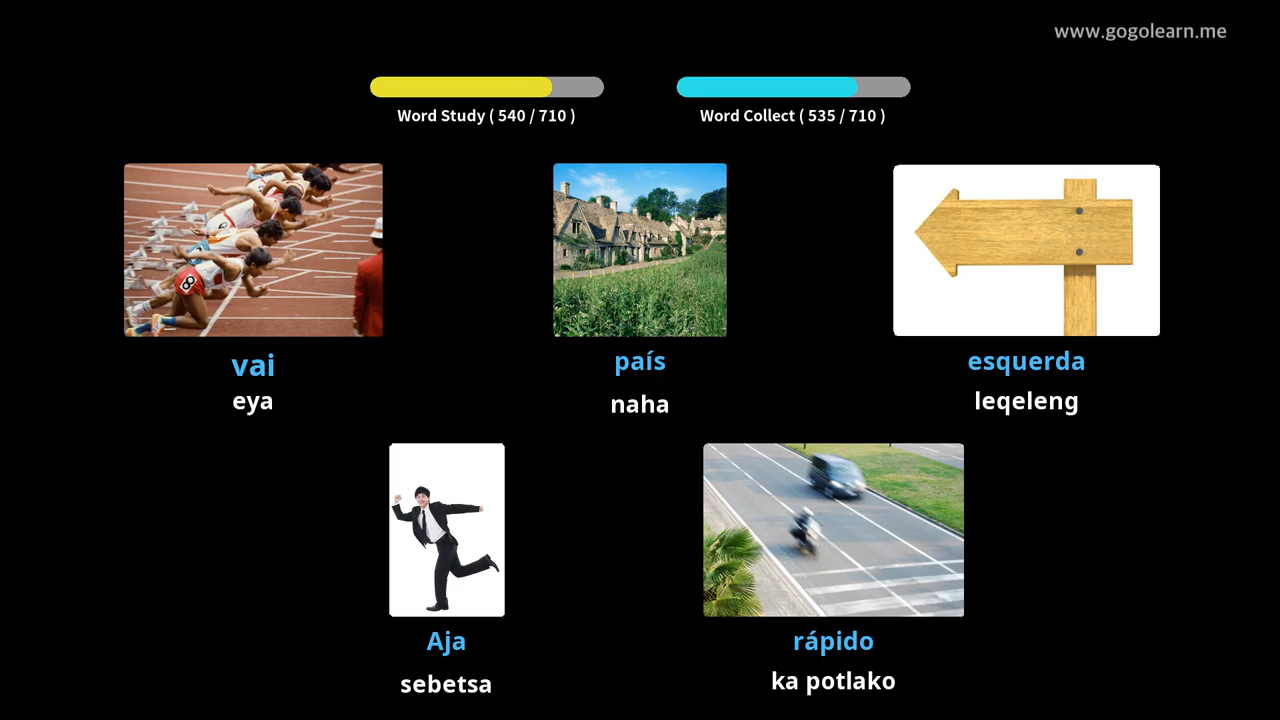 www.gogolearn.me
Word Study ( 540 / 710 )
Word Collect ( 535 / 710 )
8
vai
eya
país
naha
esquerda
leqeleng
Aja
sebetsa
rápido
ka potlako